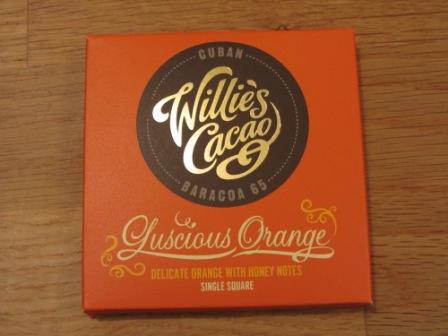 CUBAN
Willie's
Cacao
BARACOA 65
Luscious Orange
DELICATE ORANGE WITH HONEY NOTES
SINGLE SQUARE